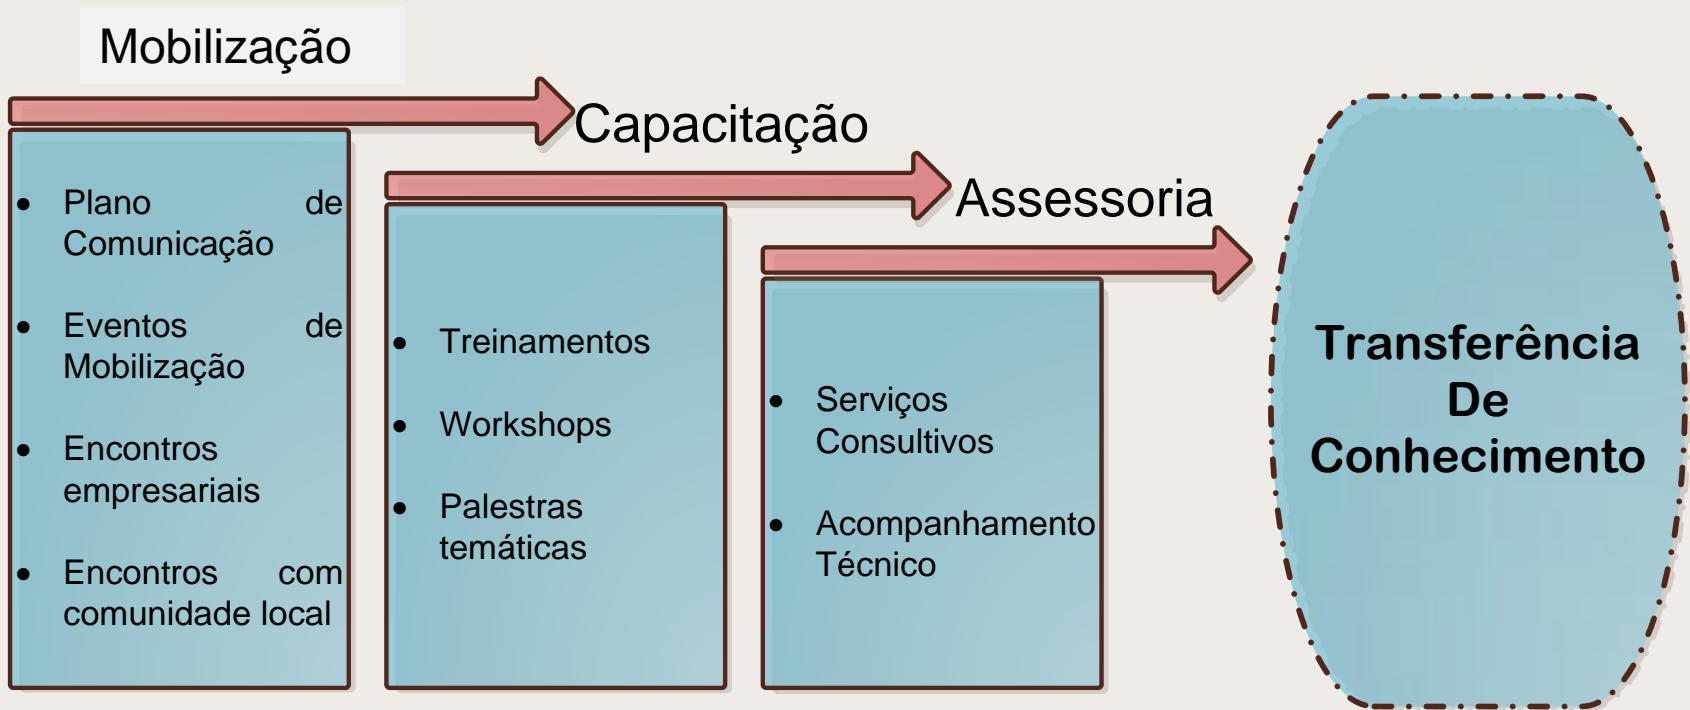 Mobilização
• Plano de
Comunicação
• Eventos de
Mobilização
• Encontros
empresariais
• Encontros com
comunidade local
Capacitação
• Treinamentos
• Workshops
• Palestras
temáticas
Assessoria
• Serviços
Consultivos
• Acompanhamento
Técnico
Transferência
De
Conhecimento